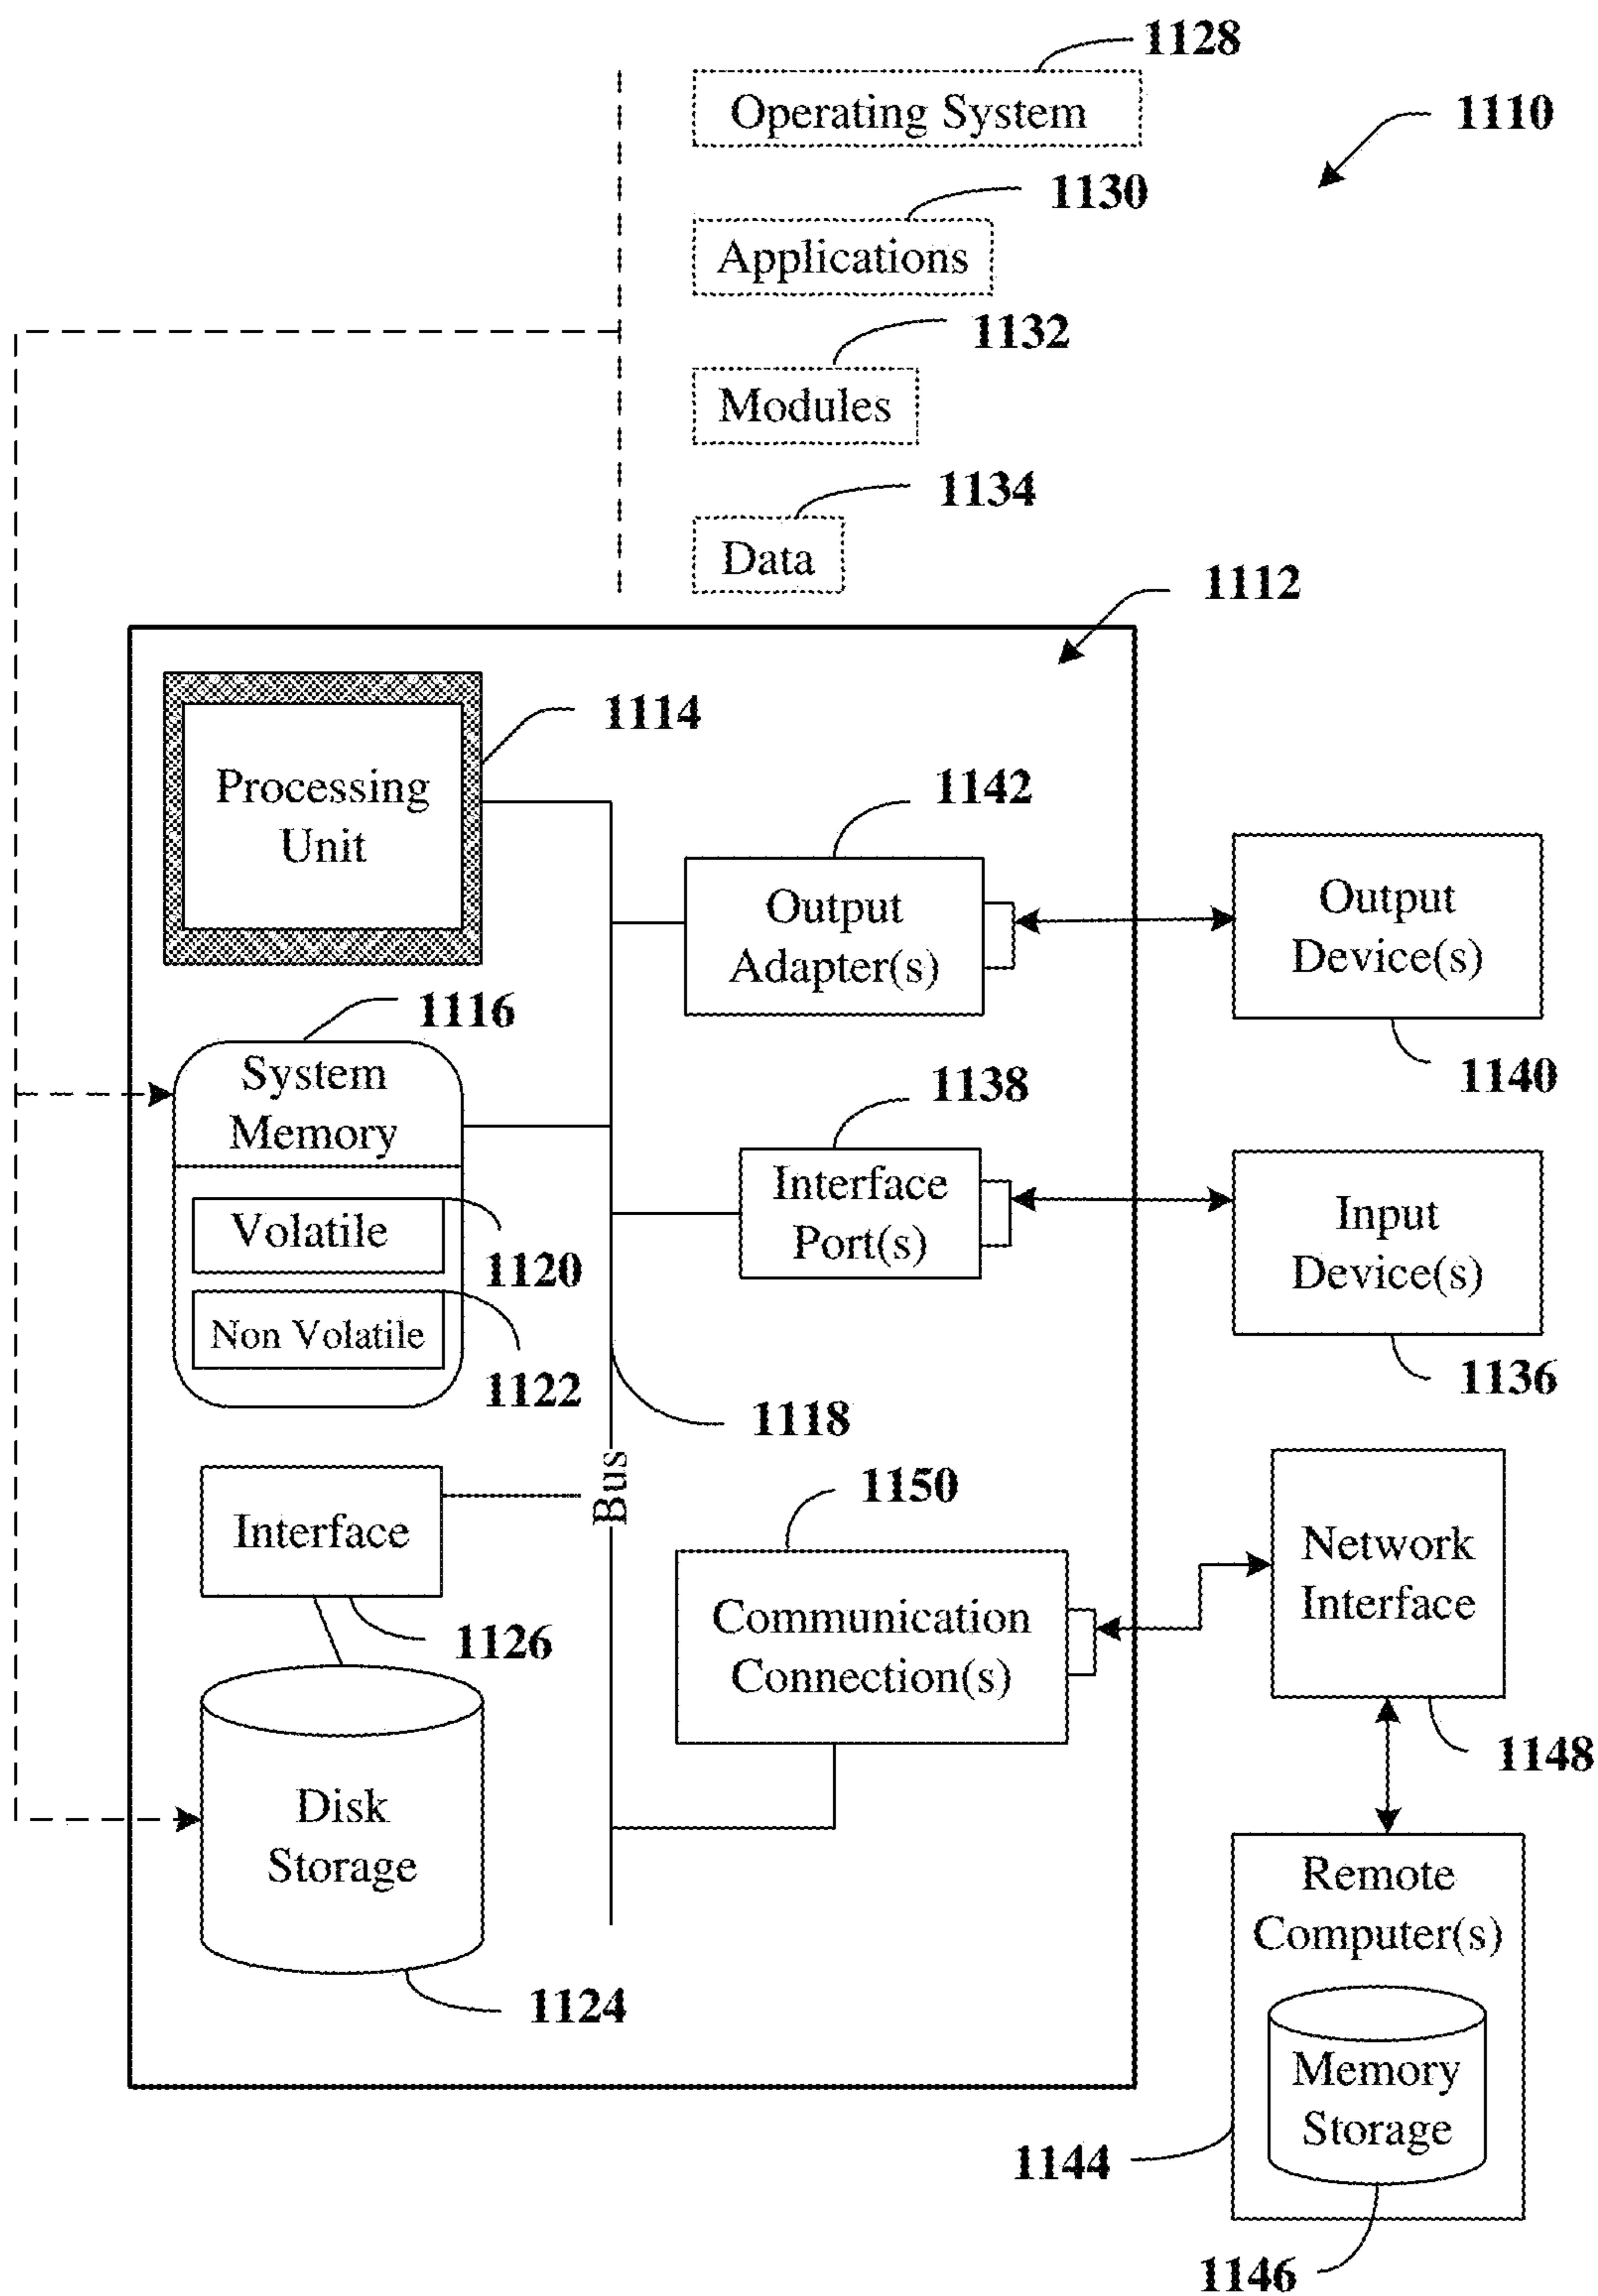 1128
Operating System
1110
1130
Applications
1132
Modules
1134
Data
1112
1114
Processing
Unit
1142
Output
Adapter(s)
Output
Device(s)
1140
1116
System
Memory
1138
Interface
Port(s)
Input
Device(s)
1136
Volatile
1120
Non Volatile
1122
1118
Bus
1150
Interface
1126
Communication
Connection(s)
Network
Interface
1148
Disk
Storage
1124
Remote
Computer(s)
Memory
Storage
1144
1146